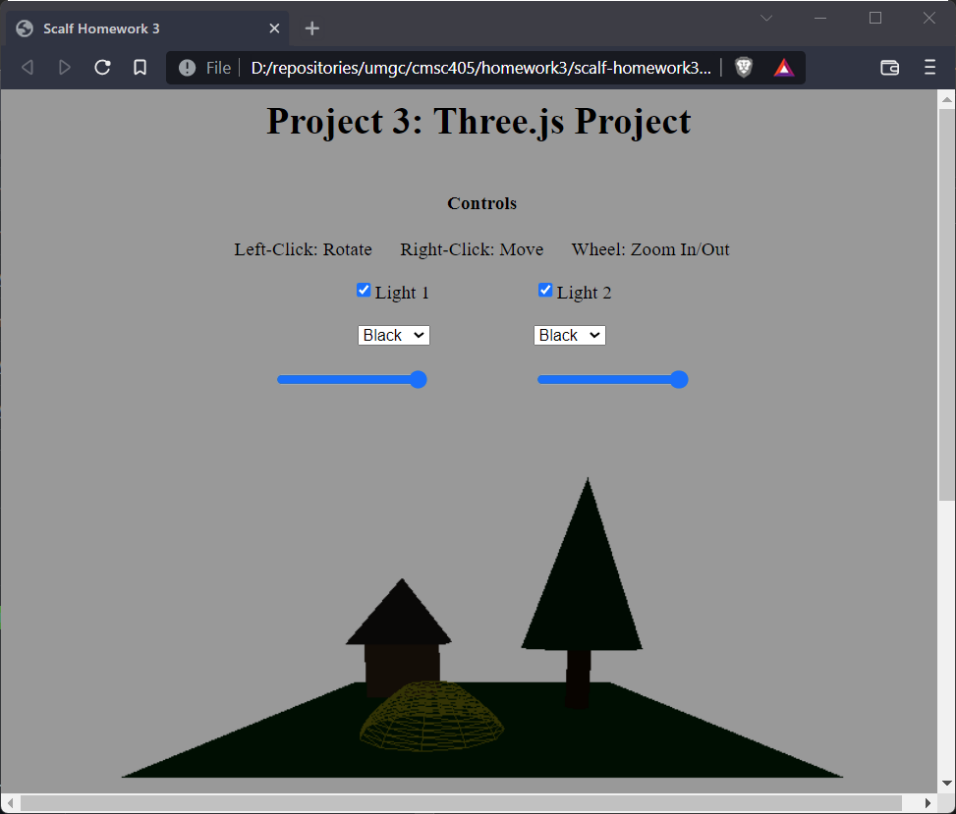 Scalf Homework 3
File | D:/repositories/umgc/cmsc405/homework3/scalf-homework3...
Project 3: Three.js Project
Controls
Left-Click: Rotate Right-Click: Move Wheel: Zoom In/Out
Light 1 Light 2
Black Black